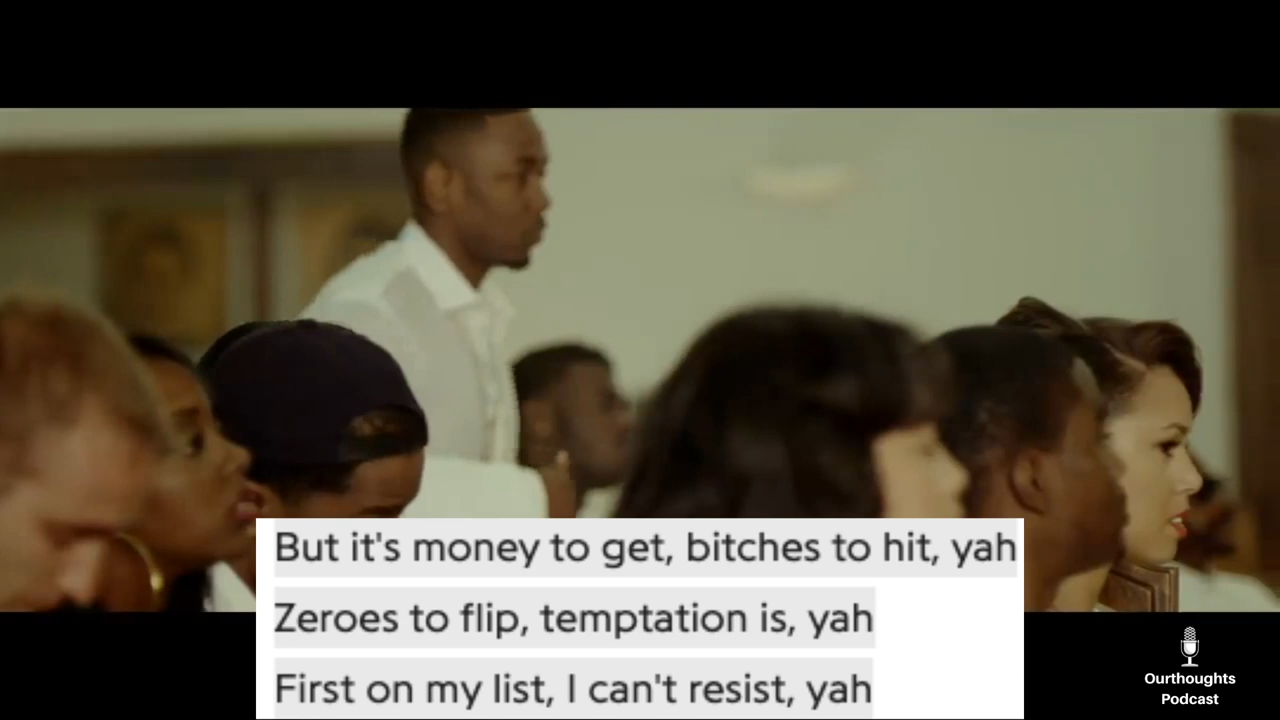 But it's money to get, bitches to hit, yah
Zeroes to flip, temptation is, yah
First on my list, I can't resist, yah
Ourthoughts
Podcast